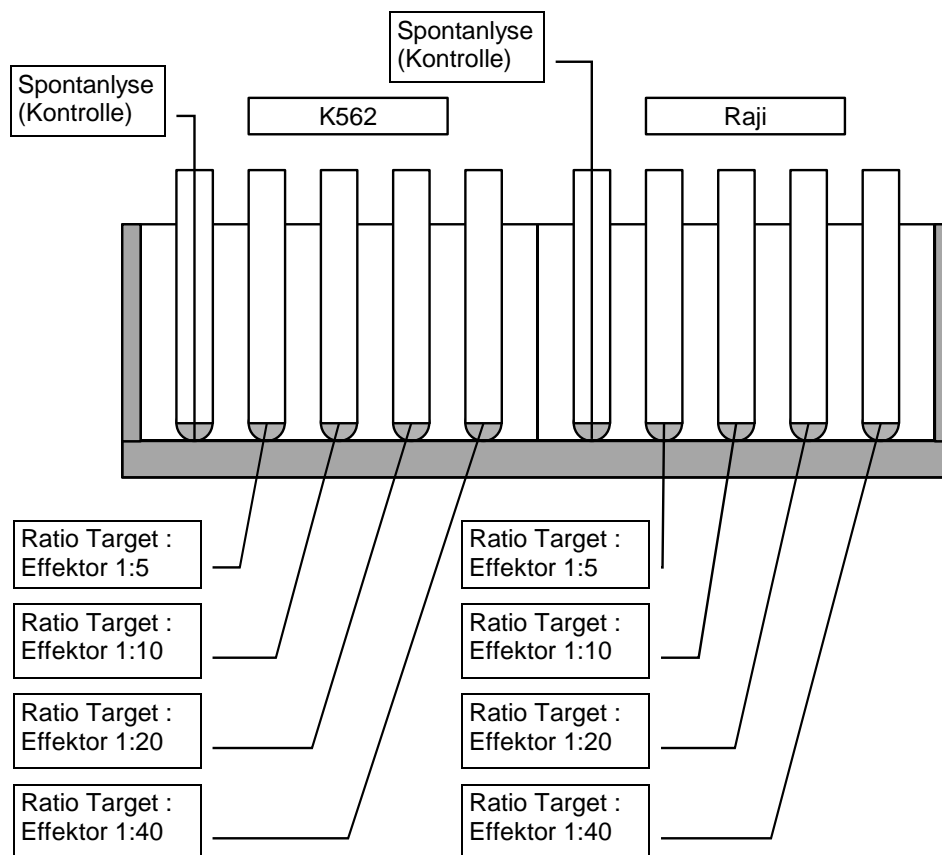 Spontanlyse
(Kontrolle)
Spontanlyse
(Kontrolle)
K562
Raji
Ratio Target :
Effektor 1:5
Ratio Target :
Effektor 1:10
Ratio Target :
Effektor 1:20
Ratio Target :
Effektor 1:40
Ratio Target :
Effektor 1:5
Ratio Target :
Effektor 1:10
Ratio Target :
Effektor 1:20
Ratio Target :
Effektor 1:40